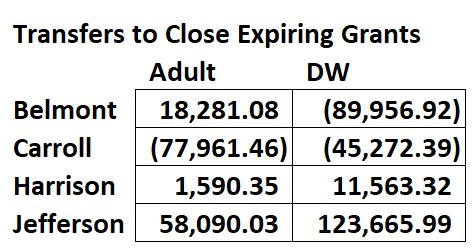 Transfers to Close Expiring Grants
Adult DW
Belmont 18,281.08 (89,956.92)
Carroll (77,961.46) (45,272.39)
Harrison 1,590.35 11,563.32
Jefferson 58,090.03 123,665.99